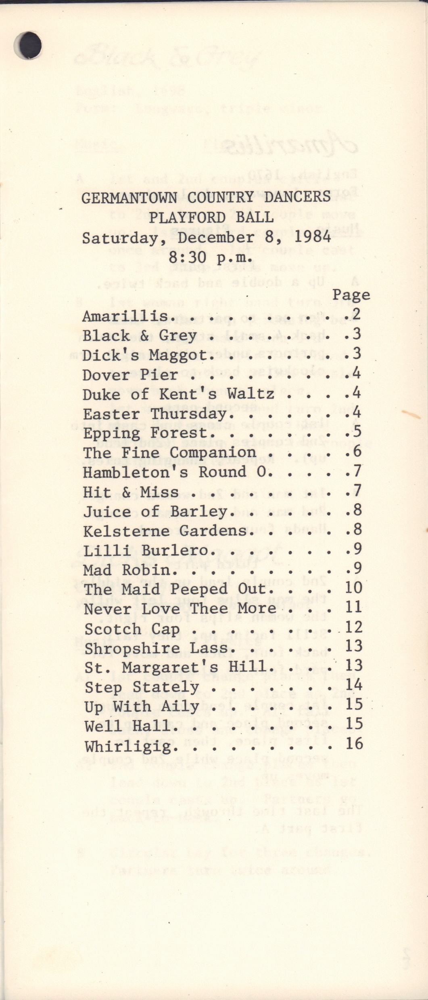 GERMANTOWN COUNTRY DANCERS
PLAYFORD BALL
Saturday, December 8, 1984
8:30 p.m.
Page
Amarillis. . . . . . . . . .2
Black & Grey . . . . . . . .3
Dick's Maggot. . . . . . . .3
Dover Pier . . . . . . . . .4
Duke of Kent's Waltz . . . .4
Easter Thursday. . . . . . .4
Epping Forest. . . . . . . .5
The Fine Companion . . . . .6
Hambleton's Round O. . . . .7
Hit & Miss . . . . . . . . .7
Juice of Barley. . . . . . .8
Kelsterne Gardens. . . . . .8
Lilli Burlero. . . . . . . .9
Mad Robin. . . . . . . . . .9
The Maid Peeped Out. . . . 10
Never Love Thee More . . . 11
Scotch Cap . . . . . . . . 12
Shropshire Lass. . . . . . 13
St. Margaret's Hill. . . . 13
Step Stately . . . . . . . 14
Up With Aily . . . . . . . 15
Well Hall. . . . . . . . . 15
Whirligig. . . . . . . . . 16